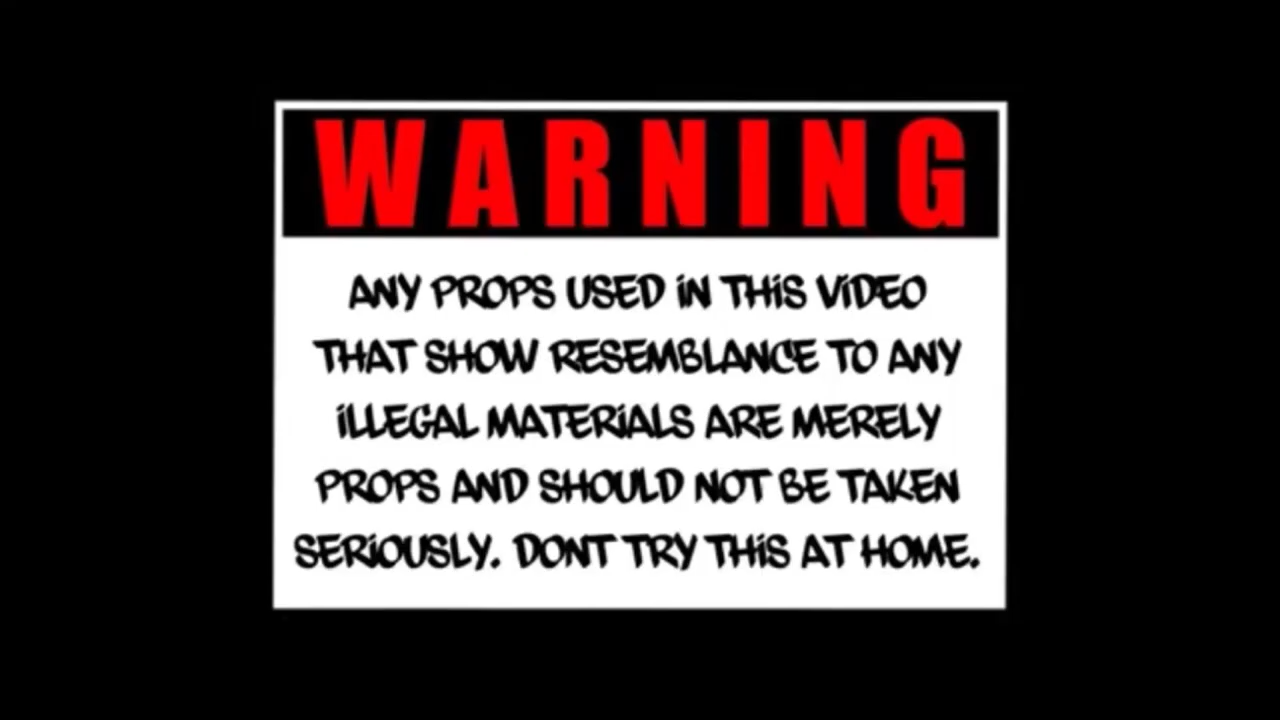 WARNING
ANY PROPS USED iN THiS ViDEO
THAT SHOW RESEMBLANCE TO ANY
iLLEGAL MATERiALS ARE MERELY
PROPS AND SHOULD NOT BE TAKEN
SERiOUSLY. DONT TRY THiS AT HOME.